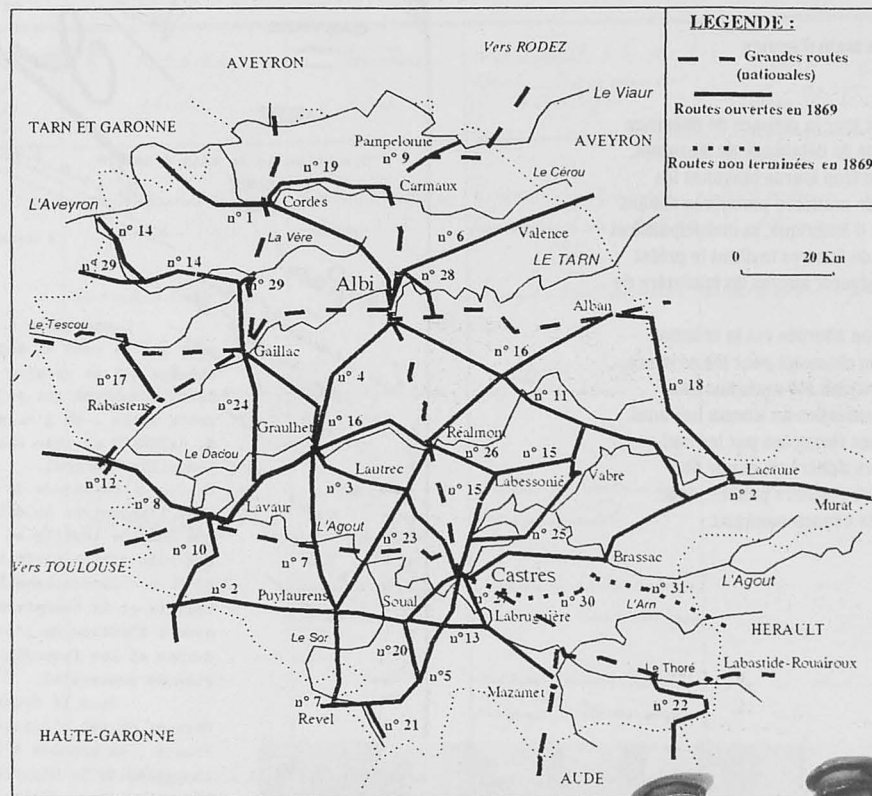 LEGENDE :
Grandes routes
(nationales)
Routes ouvertes en 1869
Routes non terminées en 1869
0 20 Km
Vers RODEZ
AVEYRON
Le Viaur
TARN ET GARONNE
Pampelonne
n° 9
AVEYRON
n° 19
Carmaux
Le Cérou
L'Aveyron
n° 1
Cordes
n° 14
La Vère
n° 6
Valence
n° 29
n° 14
n° 29
Albi
n° 28
LE TARN
Le Tescou
Alban
Gaillac
n° 4
n° 16
n° 17
n° 18
Rabastens
n° 24
n° 11
Graulhet
n° 16
Réalmont
Le Dadou
n° 26
n° 15
Lautrec
Vabre
Lacaune
n° 12
n° 8
n° 3
n° 15
Labessonié
n° 2
Murat
Lavaur
L'Agout
n° 23
n° 25
n° 10
Brassac
Vers TOULOUSE
n° 7
L'Agout
n° 2
Castres
n° 31
Puylaurens
n° 27
n° 30
Soual
L'Arn
Labruguière
HERAULT
Le Sor
n° 20
n° 13
Le Thoré
Labastide-Rouairoux
n° 5
Mazamet
n° 7
n° 22
Revel
n° 21
HAUTE-GARONNE
AUDE